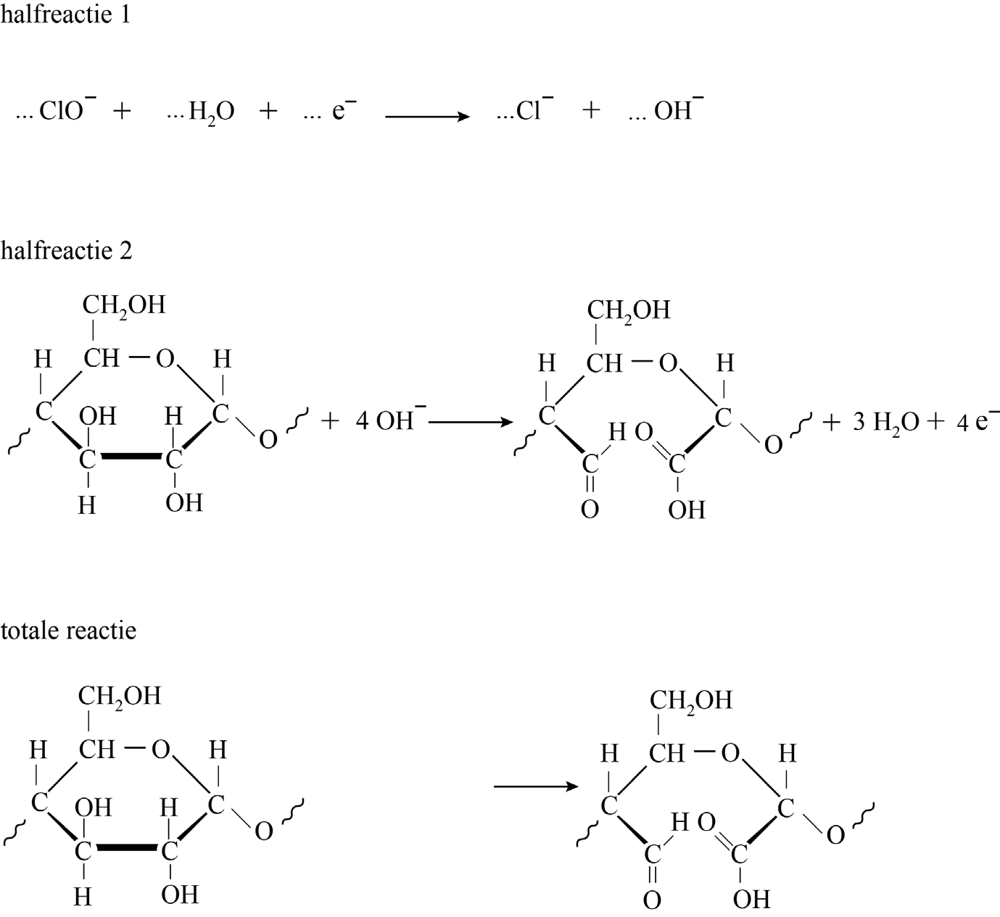 halfreactie 1
... ClO⁻ + ...H₂O + ... e⁻ ⟶ ...Cl⁻ + ... OH⁻
halfreactie 2
CH₂OH CH₂OH
H CH — O H H CH — O H
C OH H C + 4 OH⁻ ⟶ C H O C + 3 H₂O + 4 e⁻
O O
C C C C
H OH O OH
totale reactie
CH₂OH CH₂OH
H CH — O H H CH — O H
C OH H C ⟶ C H O C
O O
C C C C
H OH O OH